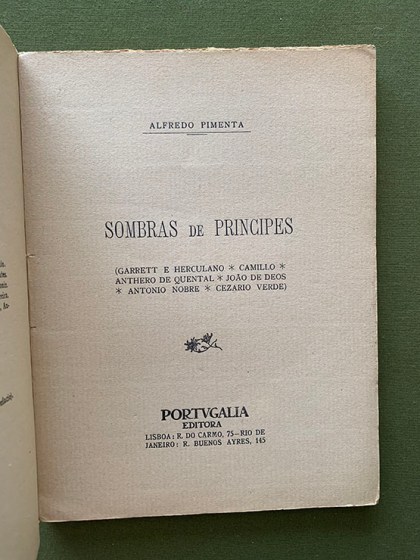 ALFREDO PIMENTA
SOMBRAS DE PRINCIPES
(GARRETT E HERCULANO * CAMILLO *
ANTHERO DE QUENTAL * JOÃO DE DEOS
* ANTONIO NOBRE * CEZARIO VERDE)
PORTVGALIA
EDITORA
LISBOA: R. DO CARMO, 75—RIO DE
JANEIRO: R. BUENOS AYRES, 145